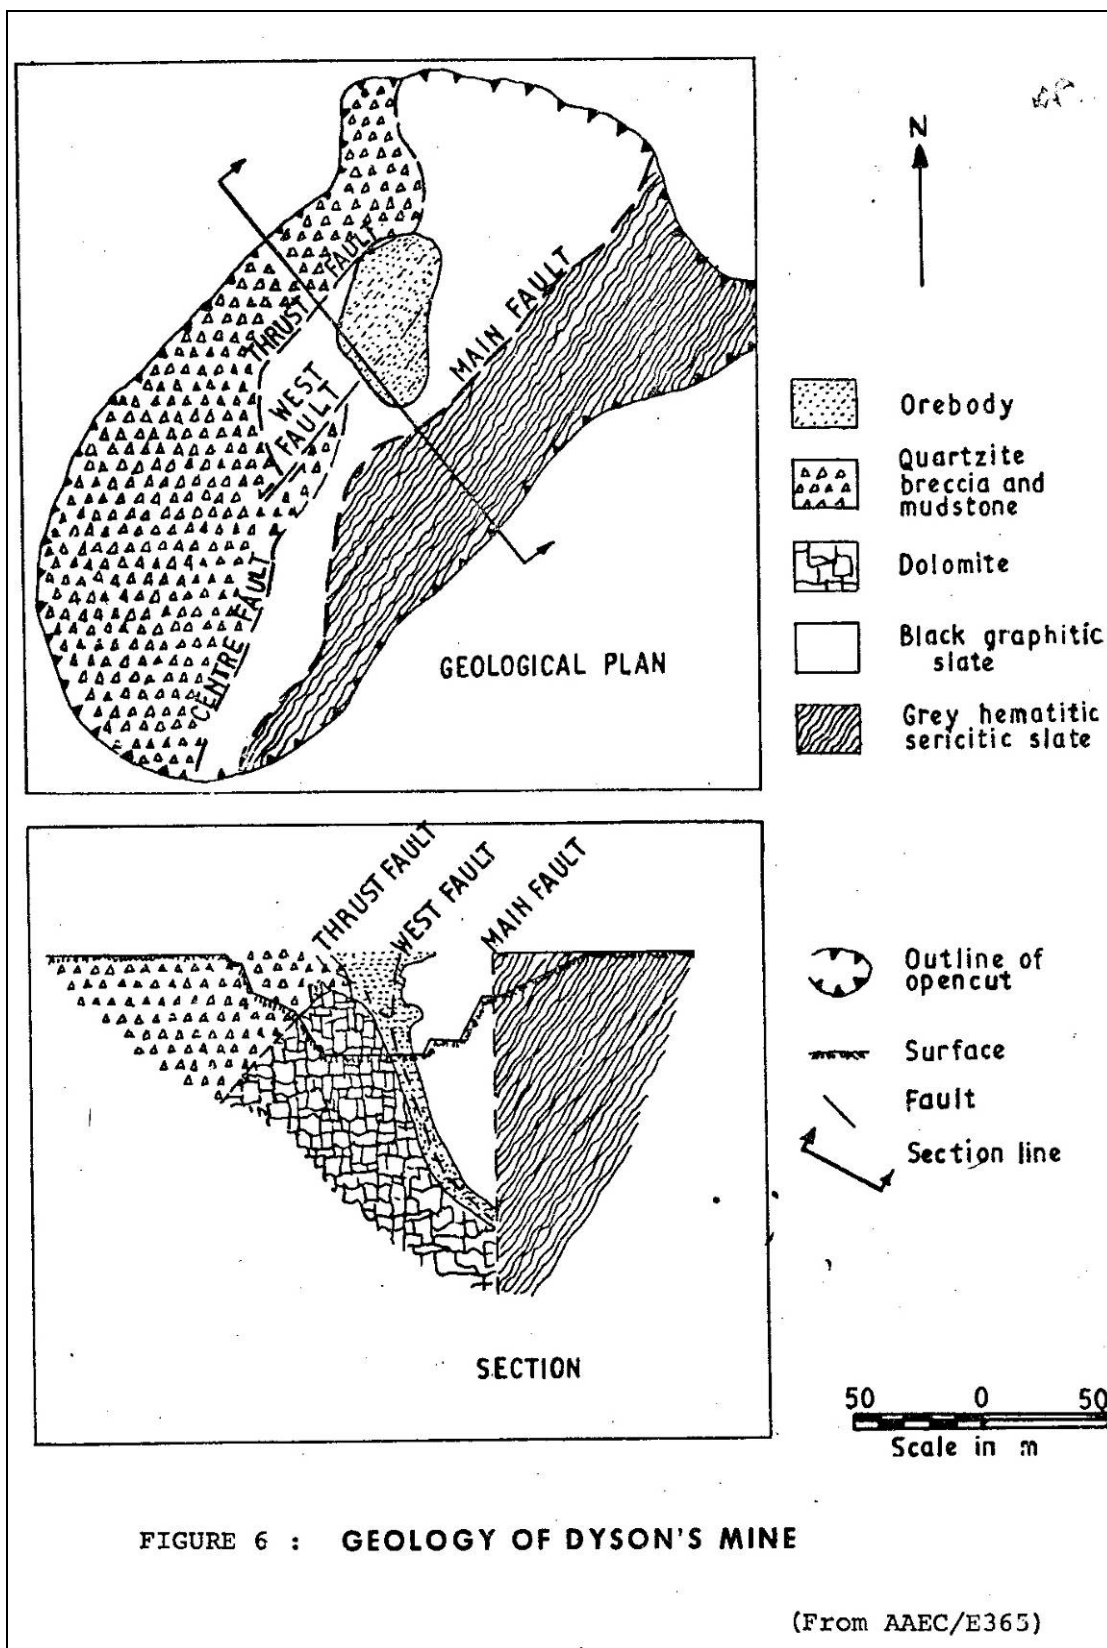 N
THRUST FAULT
WEST
FAULT
MAIN FAULT
CENTRE FAULT
GEOLOGICAL PLAN
Orebody
Quartzite
breccia and
mudstone
Dolomite
Black graphitic
slate
Grey hematitic
sericitic slate
THRUST FAULT
WEST FAULT
MAIN FAULT
SECTION
Outline of
opencut
Surface
Fault
Section line
50 0 50
Scale in m
FIGURE 6 : GEOLOGY OF DYSON'S MINE
(From AAEC/E365)